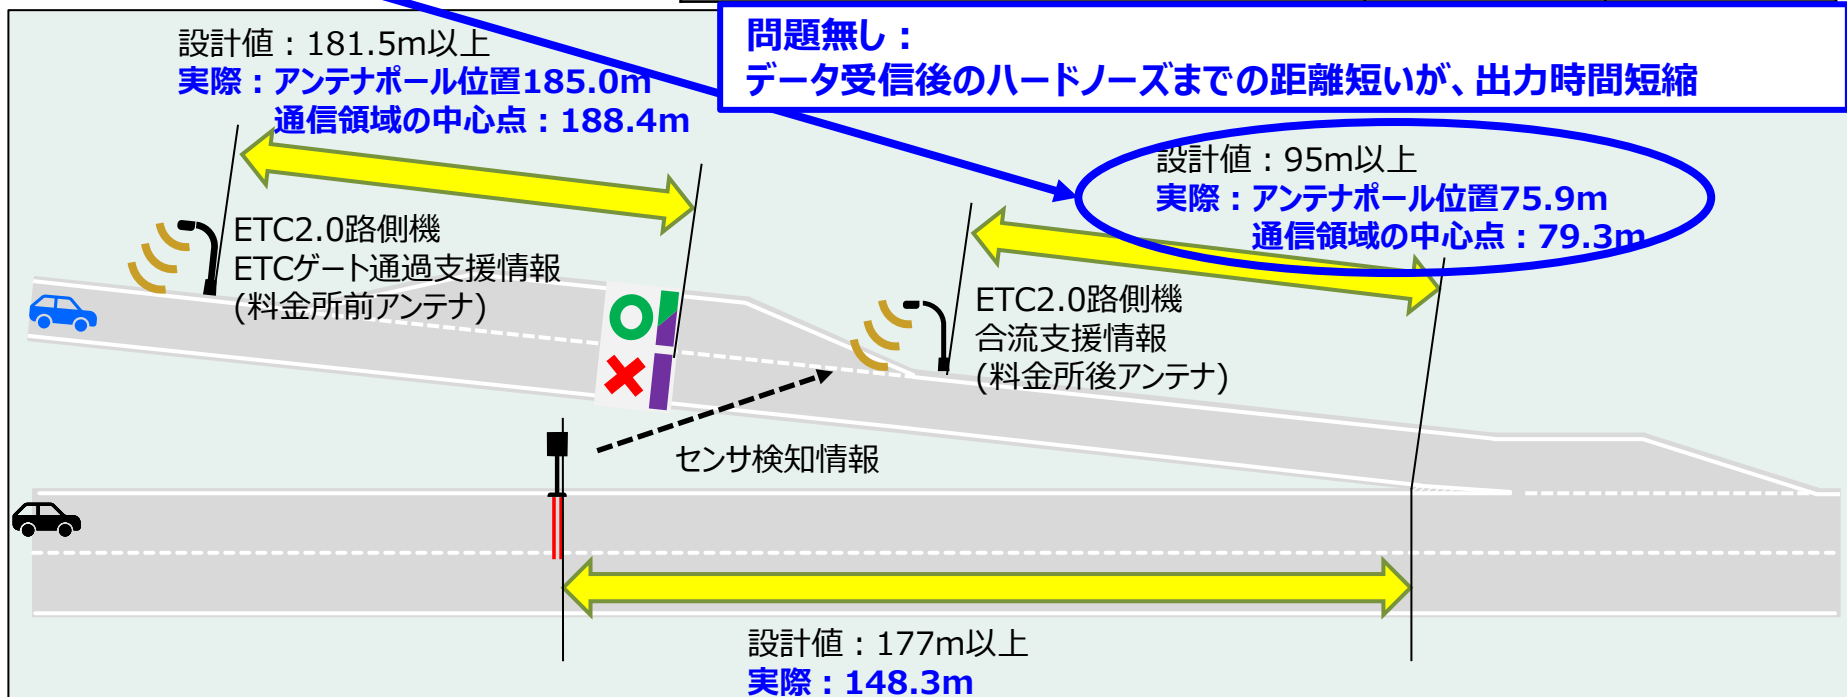 問題無し：
データ受信後のハードノーズまでの距離短いが、出力時間短縮
設計値：181.5m以上
実際：アンテナポール位置185.0m
通信領域の中心点：188.4m
設計値：95m以上
実際：アンテナポール位置75.9m
通信領域の中心点：79.3m
ETC2.0路側機
ETCゲート通過支援情報
(料金所前アンテナ)
ETC2.0路側機
合流支援情報
(料金所後アンテナ)
センサ検知情報
設計値：177m以上
実際：148.3m